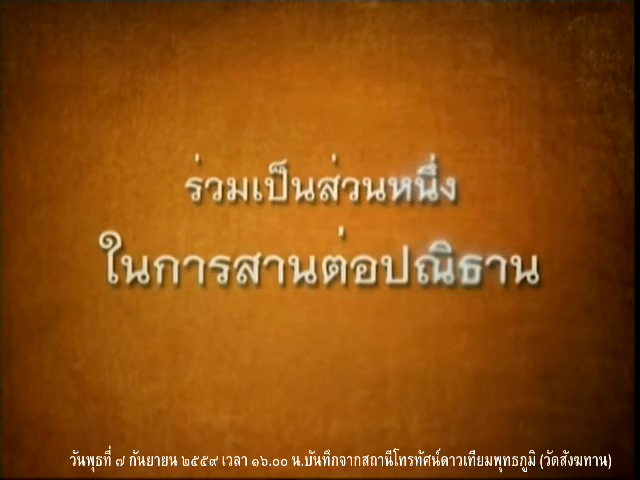 ร่วมเป็นส่วนหนึ่ง
ในการสานต่อปณิธาน
วันพุธที่ ๗ กันยายน ๒๕๕๙ เวลา ๑๖.๐๐ น.บันทึกจากสถานีโทรทัศน์ดาวเทียมพุทธภูมิ (วัดสังฆทาน)